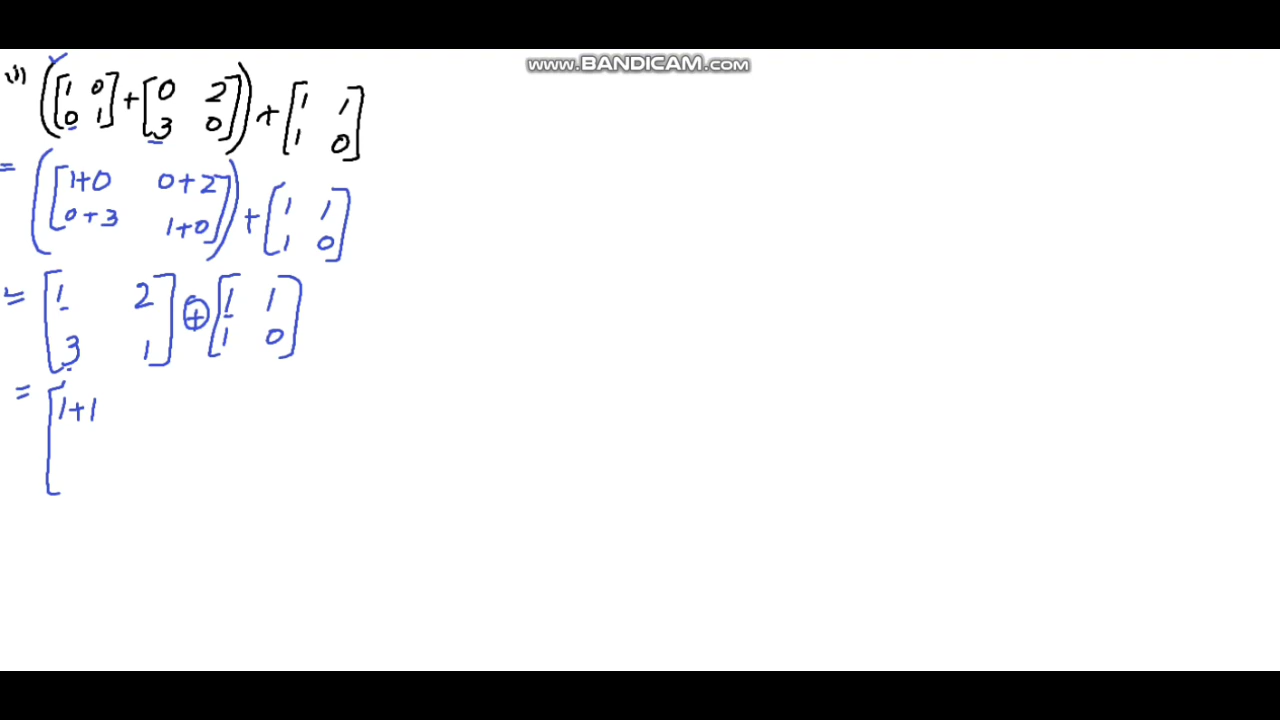 www.BANDICAM.com
vi) ([1 0; 0 1] + [0 2; 3 0]) + [1 1; 1 0]
= ([1+0 0+2; 0+3 1+0]) + [1 1; 1 0]
= [1 2; 3 1] + [1 1; 1 0]
= [1+1